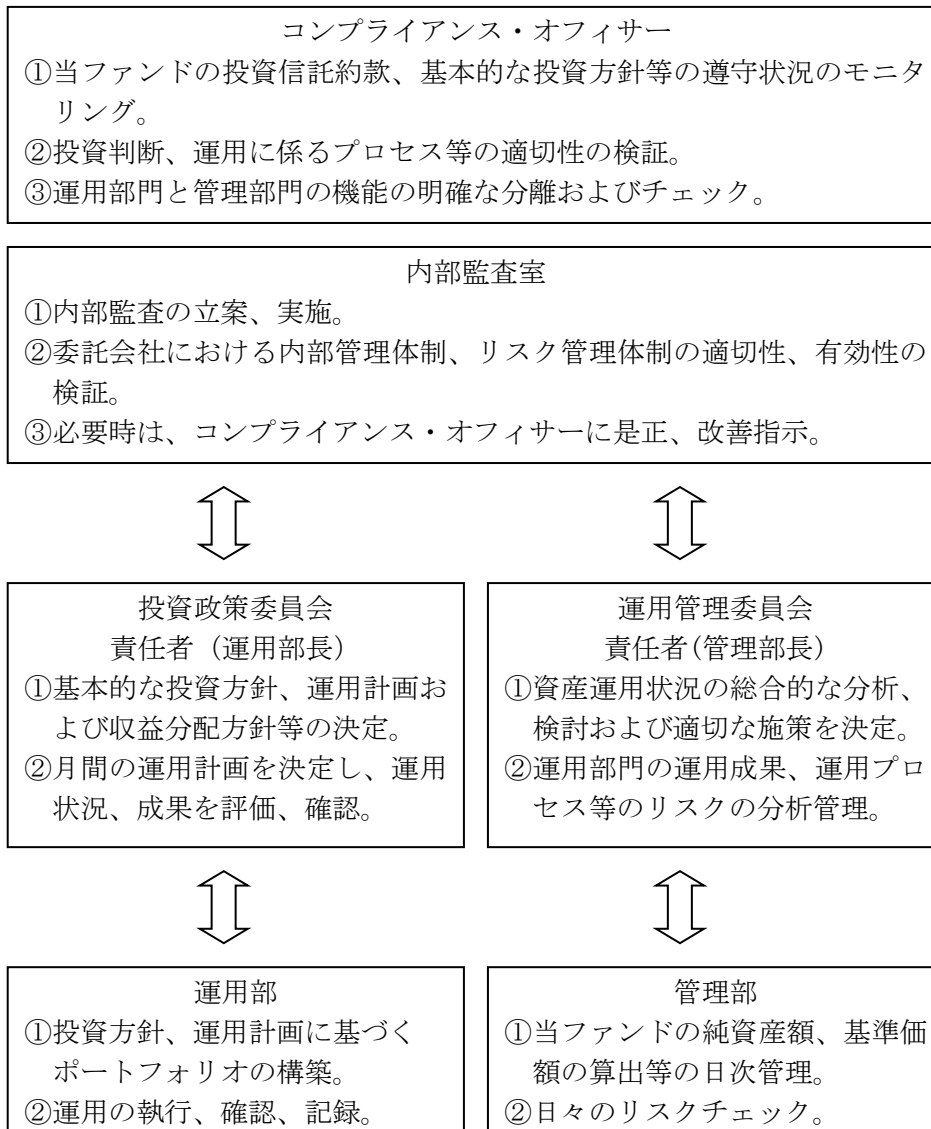 コンプライアンス・オフィサー
①当ファンドの投資信託約款、基本的な投資方針等の遵守状況のモニタ
リング。
②投資判断、運用に係るプロセス等の適切性の検証。
③運用部門と管理部門の機能の明確な分離およびチェック。
内部監査室
①内部監査の立案、実施。
②委託会社における内部管理体制、リスク管理体制の適切性、有効性の
検証。
③必要時は、コンプライアンス・オフィサーに是正、改善指示。
投資政策委員会
責任者（運用部長）
①基本的な投資方針、運用計画お
よび収益分配方針等の決定。
②月間の運用計画を決定し、運用
状況、成果を評価、確認。
運用管理委員会
責任者(管理部長)
①資産運用状況の総合的な分析、
検討および適切な施策を決定。
②運用部門の運用成果、運用プロ
セス等のリスクの分析管理。
運用部
①投資方針、運用計画に基づく
ポートフォリオの構築。
②運用の執行、確認、記録。
管理部
①当ファンドの純資産額、基準価
額の算出等の日次管理。
②日々のリスクチェック。